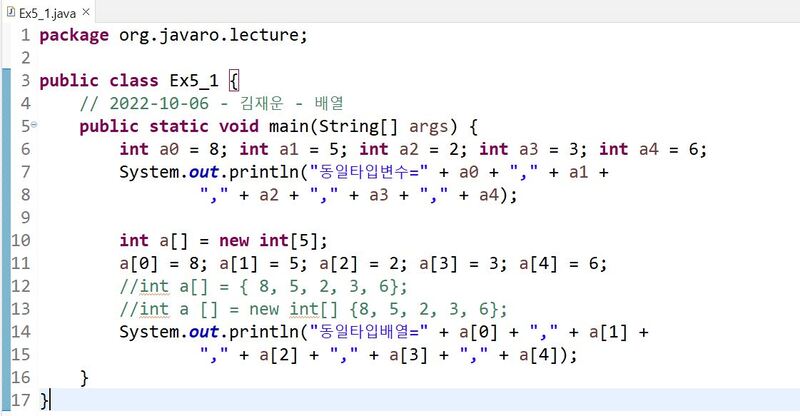 Ex5_1.java
1 package org.javaro.lecture;
2
3 public class Ex5_1 {
4 // 2022-10-06 - 김재운 - 배열
5 public static void main(String[] args) {
6 int a0 = 8; int a1 = 5; int a2 = 2; int a3 = 3; int a4 = 6;
7 System.out.println("동일타입변수=" + a0 + "," + a1 +
8 "," + a2 + "," + a3 + "," + a4);
9
10 int a[] = new int[5];
11 a[0] = 8; a[1] = 5; a[2] = 2; a[3] = 3; a[4] = 6;
12 //int a[] = { 8, 5, 2, 3, 6};
13 //int a [] = new int[] {8, 5, 2, 3, 6};
14 System.out.println("동일타입배열=" + a[0] + "," + a[1] +
15 "," + a[2] + "," + a[3] + "," + a[4]);
16 }
17 }